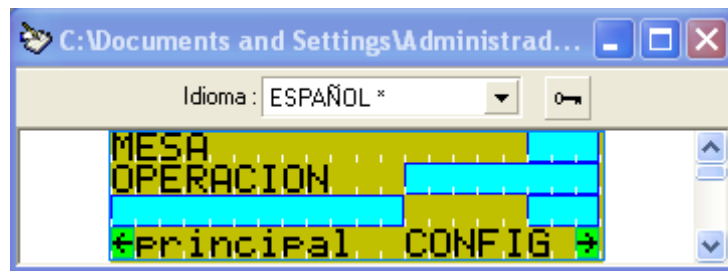 C:\Documents and Settings\Administrad...
Idioma : ESPAÑOL *
MESA
OPERACION
←principal CONFIG →